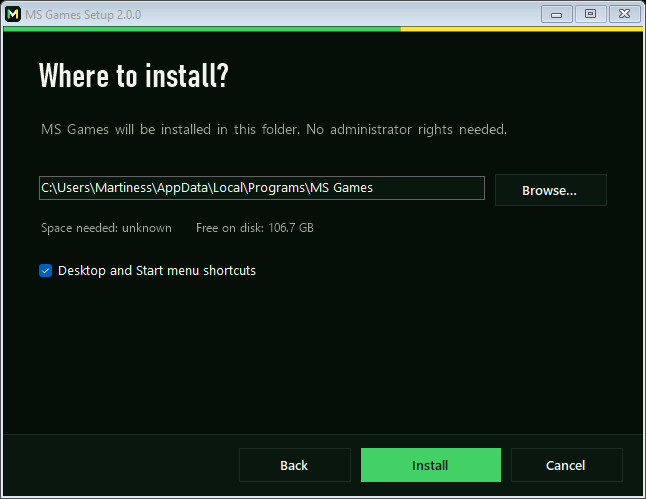 MS Games Setup 2.0.0
Where to install?
MS Games will be installed in this folder. No administrator rights needed.
C:\Users\Martiness\AppData\Local\Programs\MS Games
Browse...
Space needed: unknown Free on disk: 106.7 GB
Desktop and Start menu shortcuts
Back Install Cancel